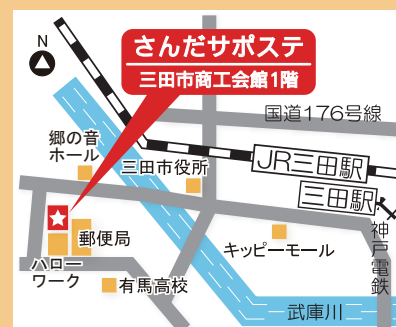 さんだサポステ
三田市商工会館1階
N
国道176号線
郷の音
ホール
三田市役所
JR三田駅
三田駅
神戸電鉄
郵便局
キッピーモール
ハロー
ワーク
有馬高校
武庫川